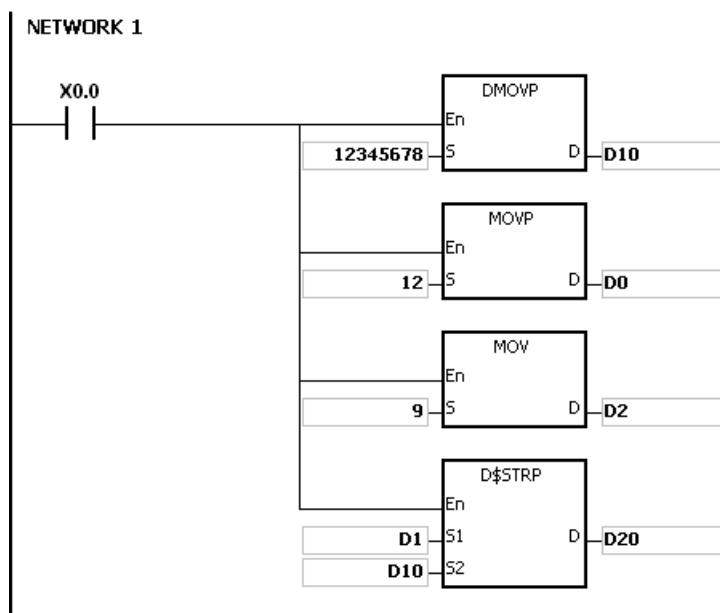 NETWORK 1
X0.0
DMOVP
En
12345678 S D D10
MOVP
En
12 S D D0
MOV
En
9 S D D2
D$STRP
En
D1 S1 D D20
D10 S2